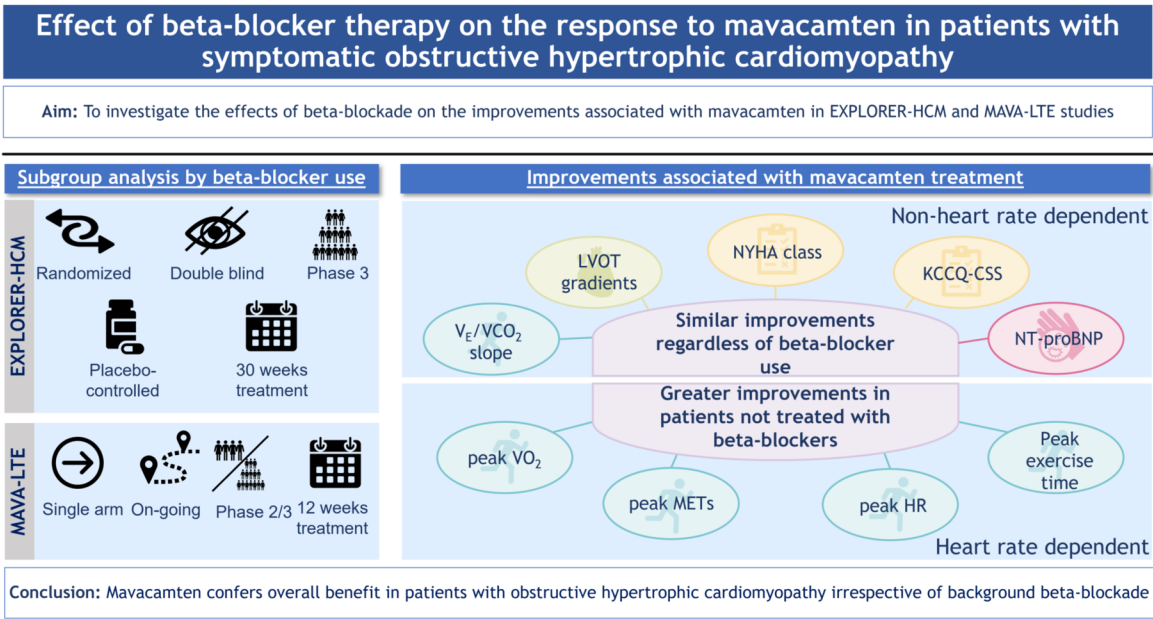 Effect of beta-blocker therapy on the response to mavacamten in patients with
symptomatic obstructive hypertrophic cardiomyopathy
Aim: To investigate the effects of beta-blockade on the improvements associated with mavacamten in EXPLORER-HCM and MAVA-LTE studies
Subgroup analysis by beta-blocker use
EXPLORER-HCM
Randomized
Double blind
Phase 3
Placebo-
controlled
30 weeks
treatment
MAVA-LTE
Single arm
On-going
Phase 2/3
12 weeks
treatment
Improvements associated with mavacamten treatment
Non-heart rate dependent
LVOT
gradients
NYHA class
KCCQ-CSS
VE/VCO2
slope
NT-proBNP
Similar improvements
regardless of beta-blocker
use
Greater improvements in
patients not treated with
beta-blockers
peak VO2
peak METs
peak HR
Peak
exercise
time
Heart rate dependent
Conclusion: Mavacamten confers overall benefit in patients with obstructive hypertrophic cardiomyopathy irrespective of background beta-blockade